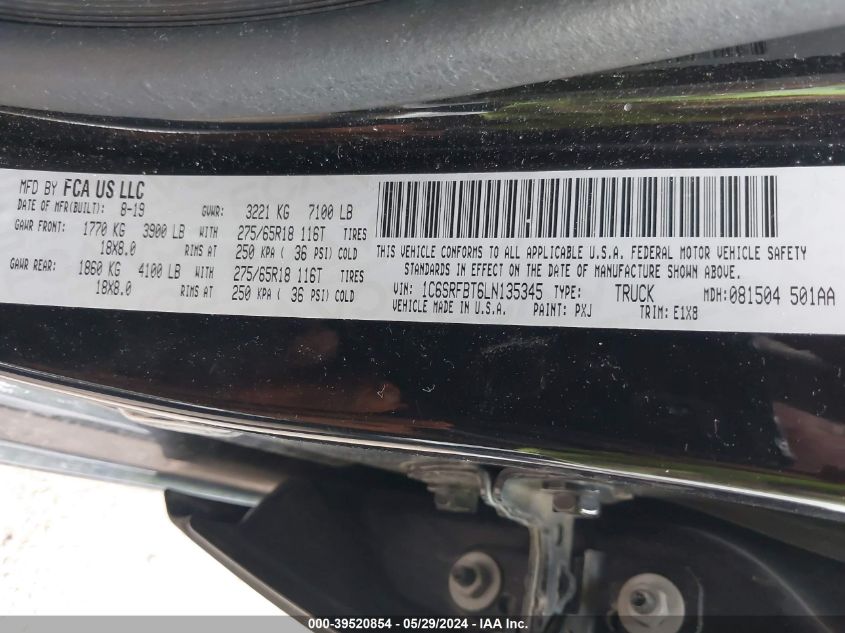 MFD BY FCA US LLC
DATE OF MFR(BUILT): 8-19 GVWR: 3221 KG 7100 LB
GAWR FRONT: 1770 KG 3900 LB WITH 275/65R18 116T TIRES
18X8.0 RIMS AT 250 KPA ( 36 PSI) COLD
GAWR REAR: 1860 KG 4100 LB WITH 275/65R18 116T TIRES
18X8.0 RIMS AT 250 KPA ( 36 PSI) COLD
THIS VEHICLE CONFORMS TO ALL APPLICABLE U.S.A. FEDERAL MOTOR VEHICLE SAFETY
STANDARDS IN EFFECT ON THE DATE OF MANUFACTURE SHOWN ABOVE.
VIN: 1C6SRFBT6LN135345 TYPE: TRUCK MDH:081504 501AA
VEHICLE MADE IN U.S.A. PAINT: PXJ TRIM: E1X8
000-39520854 - 05/29/2024 - IAA Inc.